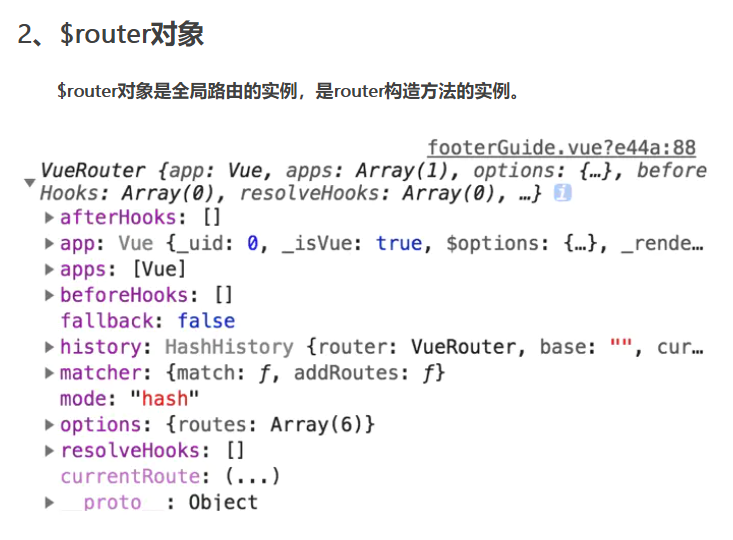 2、$router对象
$router对象是全局路由的实例，是router构造方法的实例。
footerGuide.vue?e44a:88
VueRouter {app: Vue, apps: Array(1), options: {…}, before
Hooks: Array(0), resolveHooks: Array(0), …} i
afterHooks: []
app: Vue {_uid: 0, _isVue: true, $options: {…}, _rende…
apps: [Vue]
beforeHooks: []
fallback: false
history: HashHistory {router: VueRouter, base: "", cur…
matcher: {match: ƒ, addRoutes: ƒ}
mode: "hash"
options: {routes: Array(6)}
resolveHooks: []
currentRoute: (...)
__proto__: Object